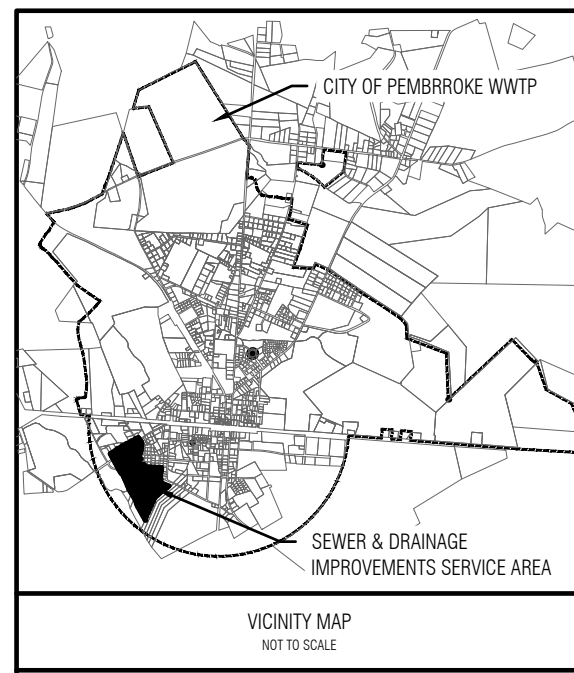 CITY OF PEMBRROKE WWTP
SEWER & DRAINAGE
IMPROVEMENTS SERVICE AREA
VICINITY MAP
NOT TO SCALE